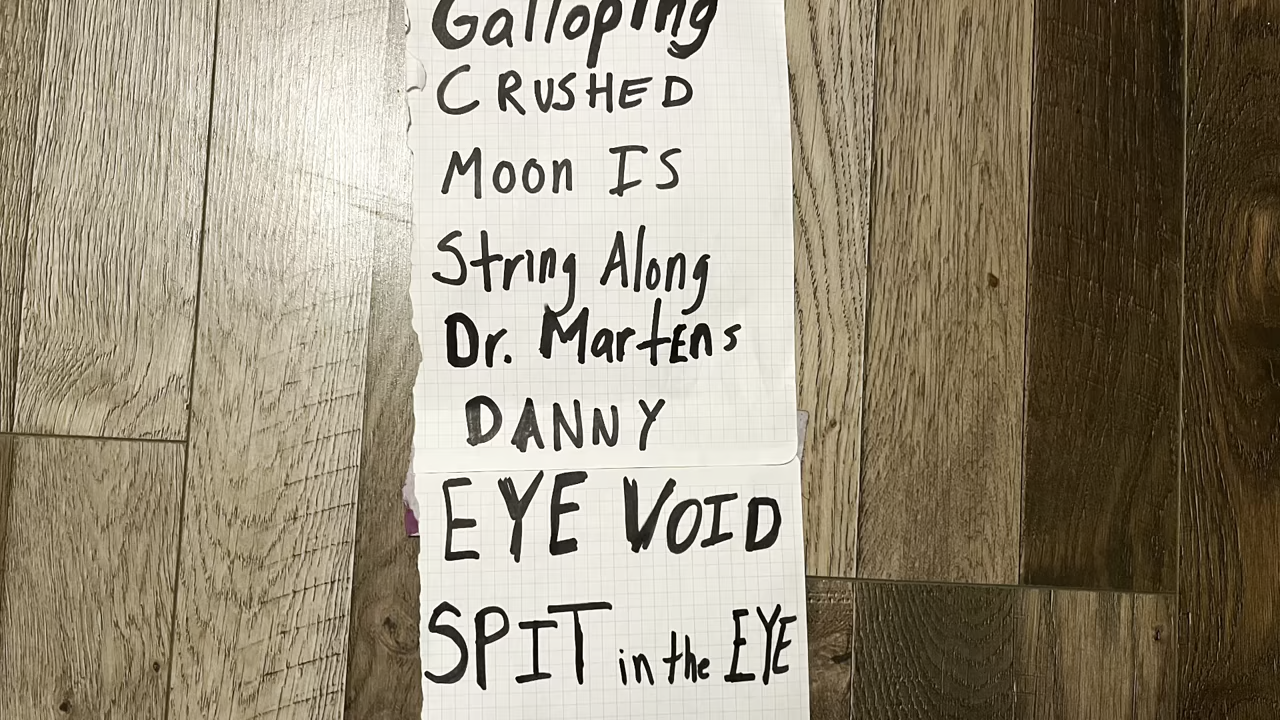 Galloping
CRUSHED
Moon IS
String Along
Dr. Martens
DANNY
EYE VOID
SPIT in the EYE